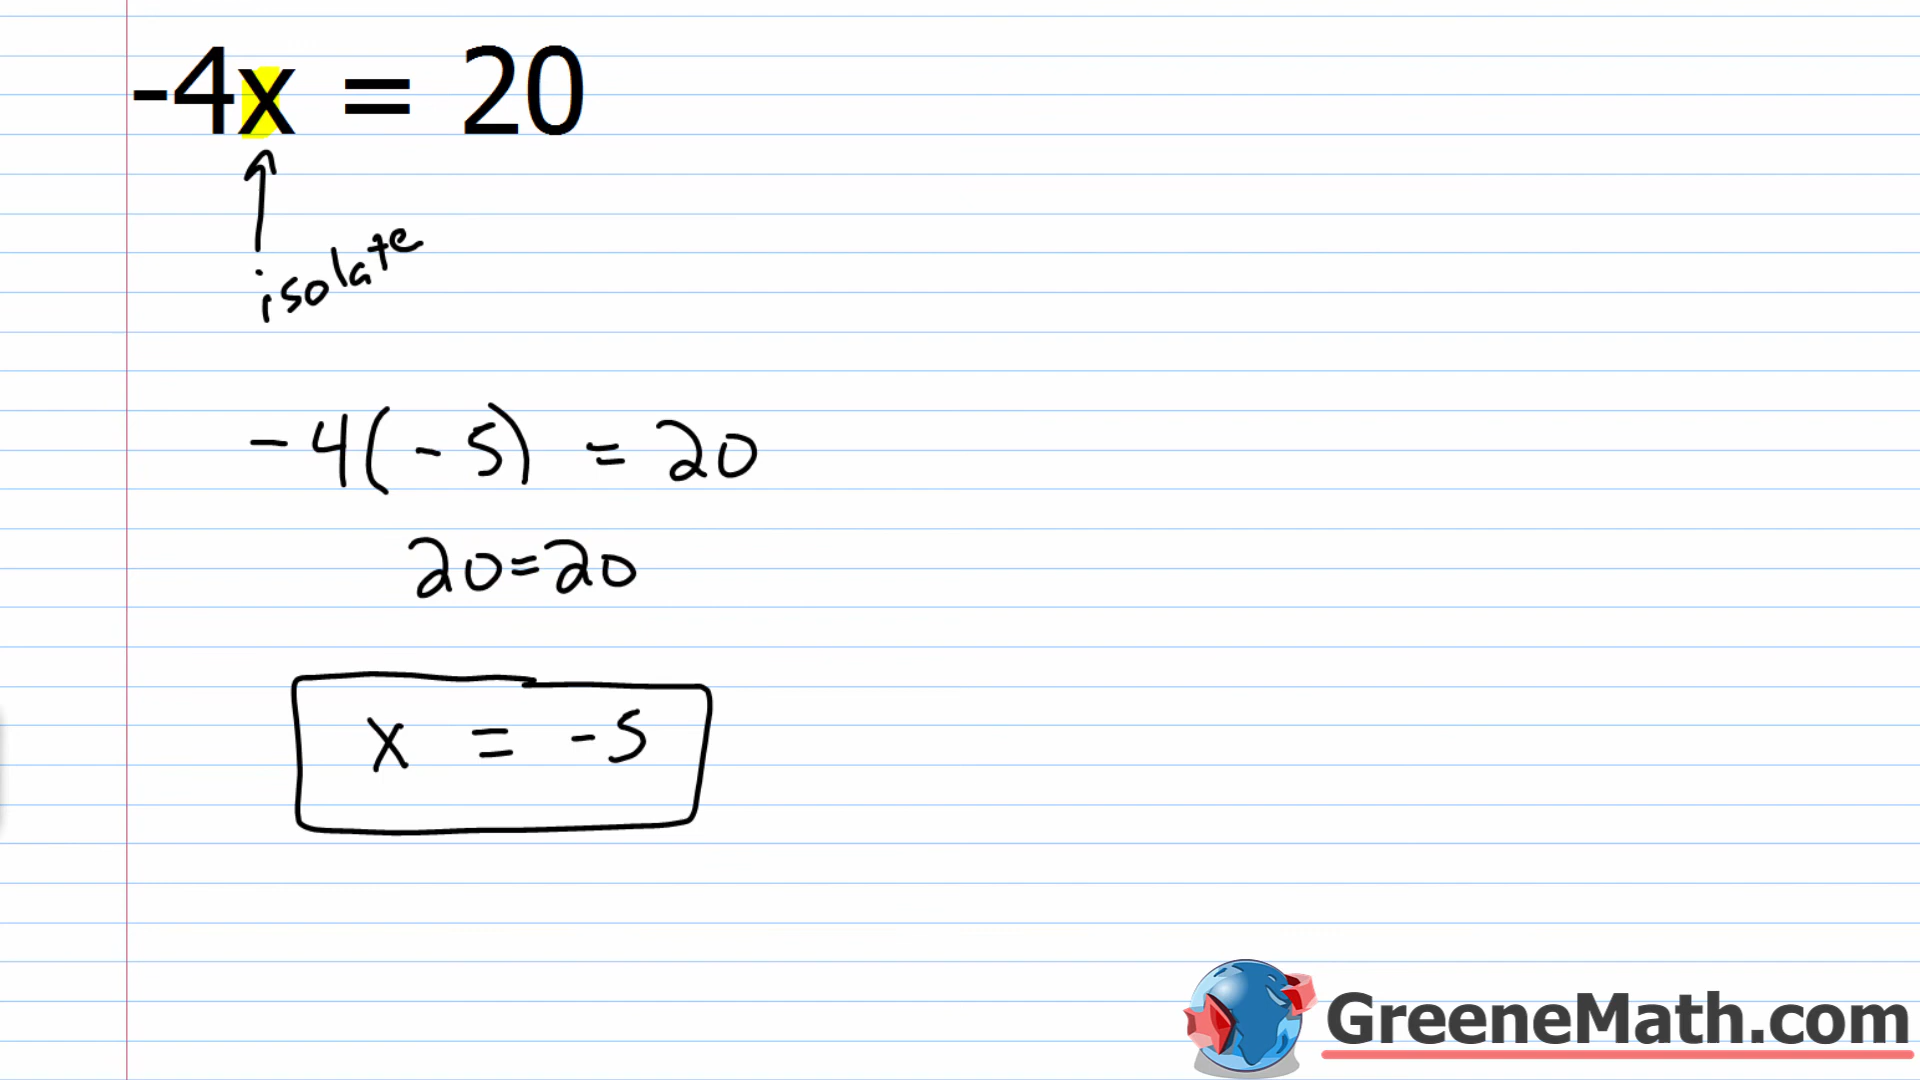 -4x = 20
isolate
-4(-5) = 20
20=20
x = -5
GreeneMath.com